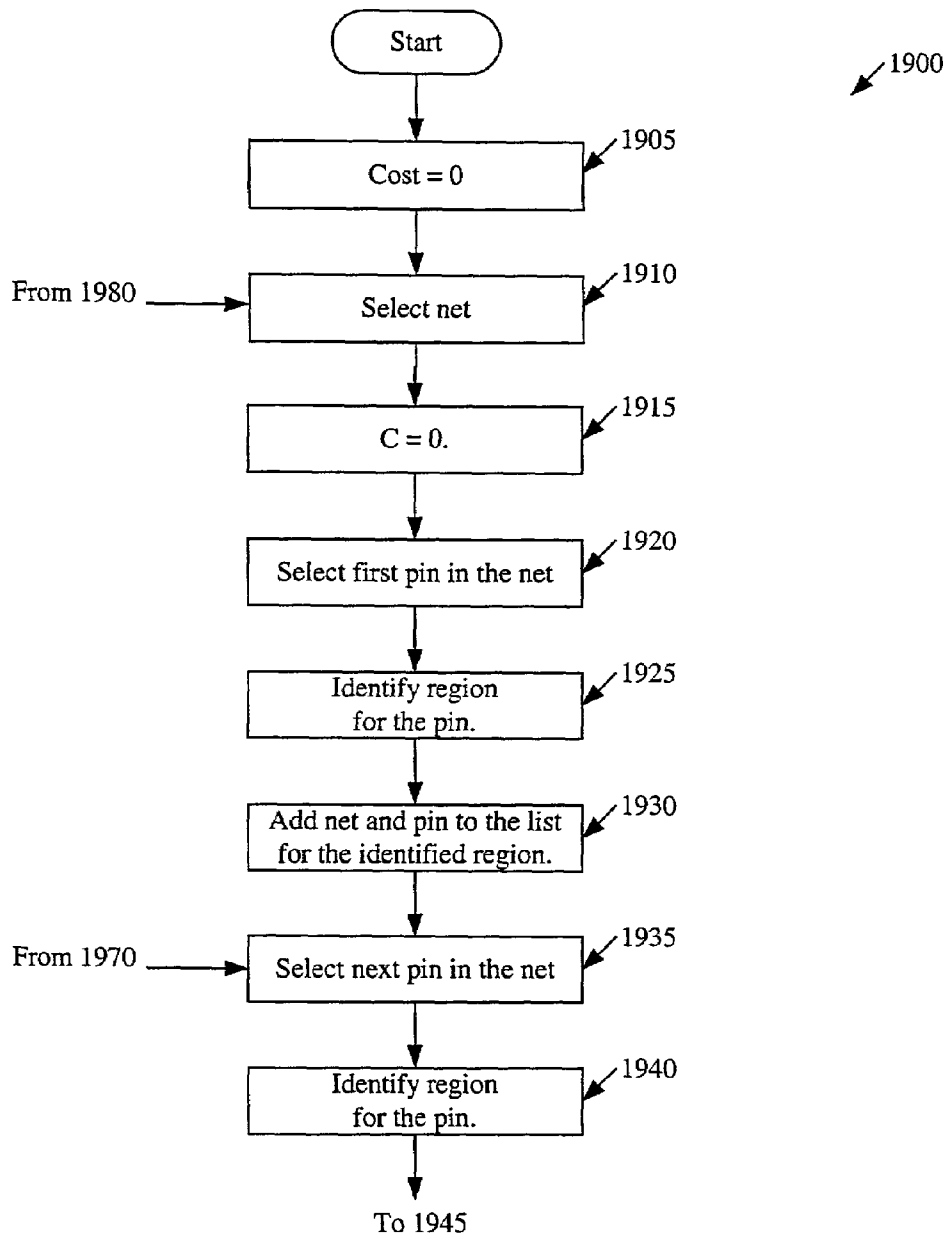 Start
1900
1905
Cost = 0
1910
From 1980
Select net
1915
C = 0.
1920
Select first pin in the net
1925
Identify region
for the pin.
1930
Add net and pin to the list
for the identified region.
1935
From 1970
Select next pin in the net
1940
Identify region
for the pin.
To 1945